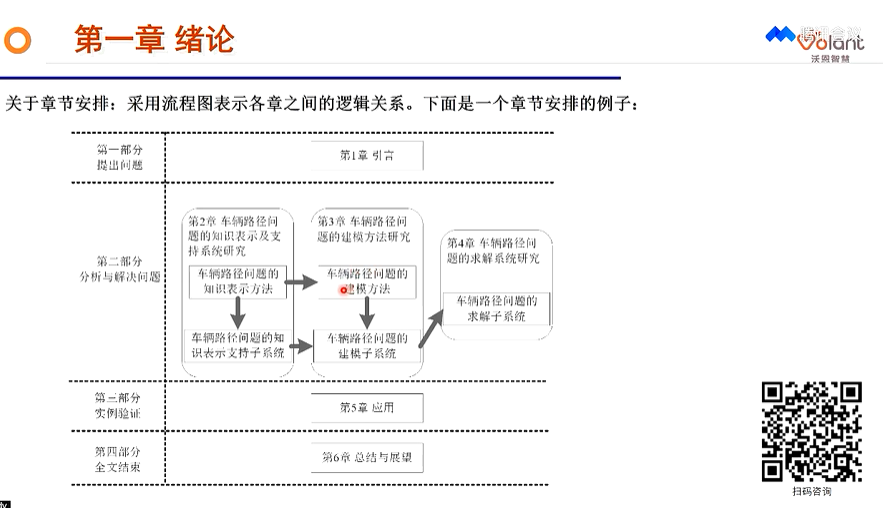 第一章 绪论
腾讯会议
Volant
沃恩智慧
关于章节安排：采用流程图表示各章之间的逻辑关系。下面是一个章节安排的例子：
第一部分
提出问题
第1章 引言
第二部分
分析与解决问题
第2章 车辆路径问
题的知识表示及支
持系统研究
车辆路径问题的
知识表示方法
车辆路径问题的知
识表示支持子系统
第3章 车辆路径问
题的建模方法研究
车辆路径问题的
建模方法
车辆路径问题的
建模子系统
第4章 车辆路径问
题的求解系统研究
车辆路径问题的
求解子系统
第三部分
实例验证
第5章 应用
第四部分
全文结束
第6章 总结与展望
扫码咨询